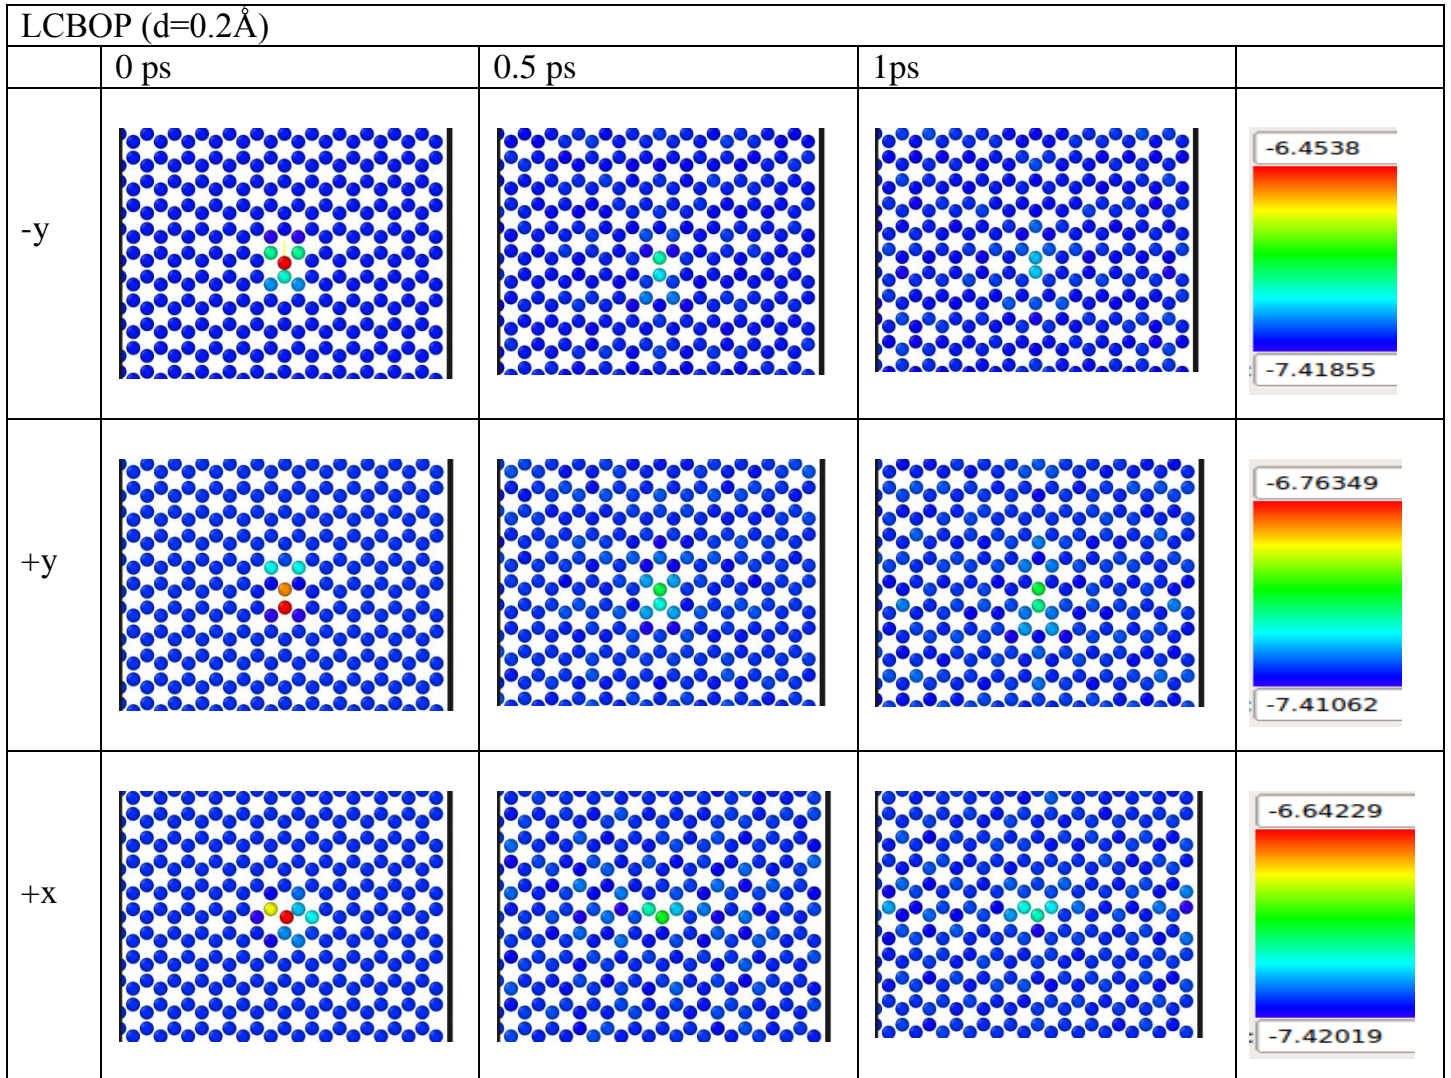 LCBOP (d=0.2Å)
0 ps 0.5 ps 1ps
-y
-6.4538
-7.41855
+y
-6.76349
: -7.41062
+x
-6.64229
: -7.42019